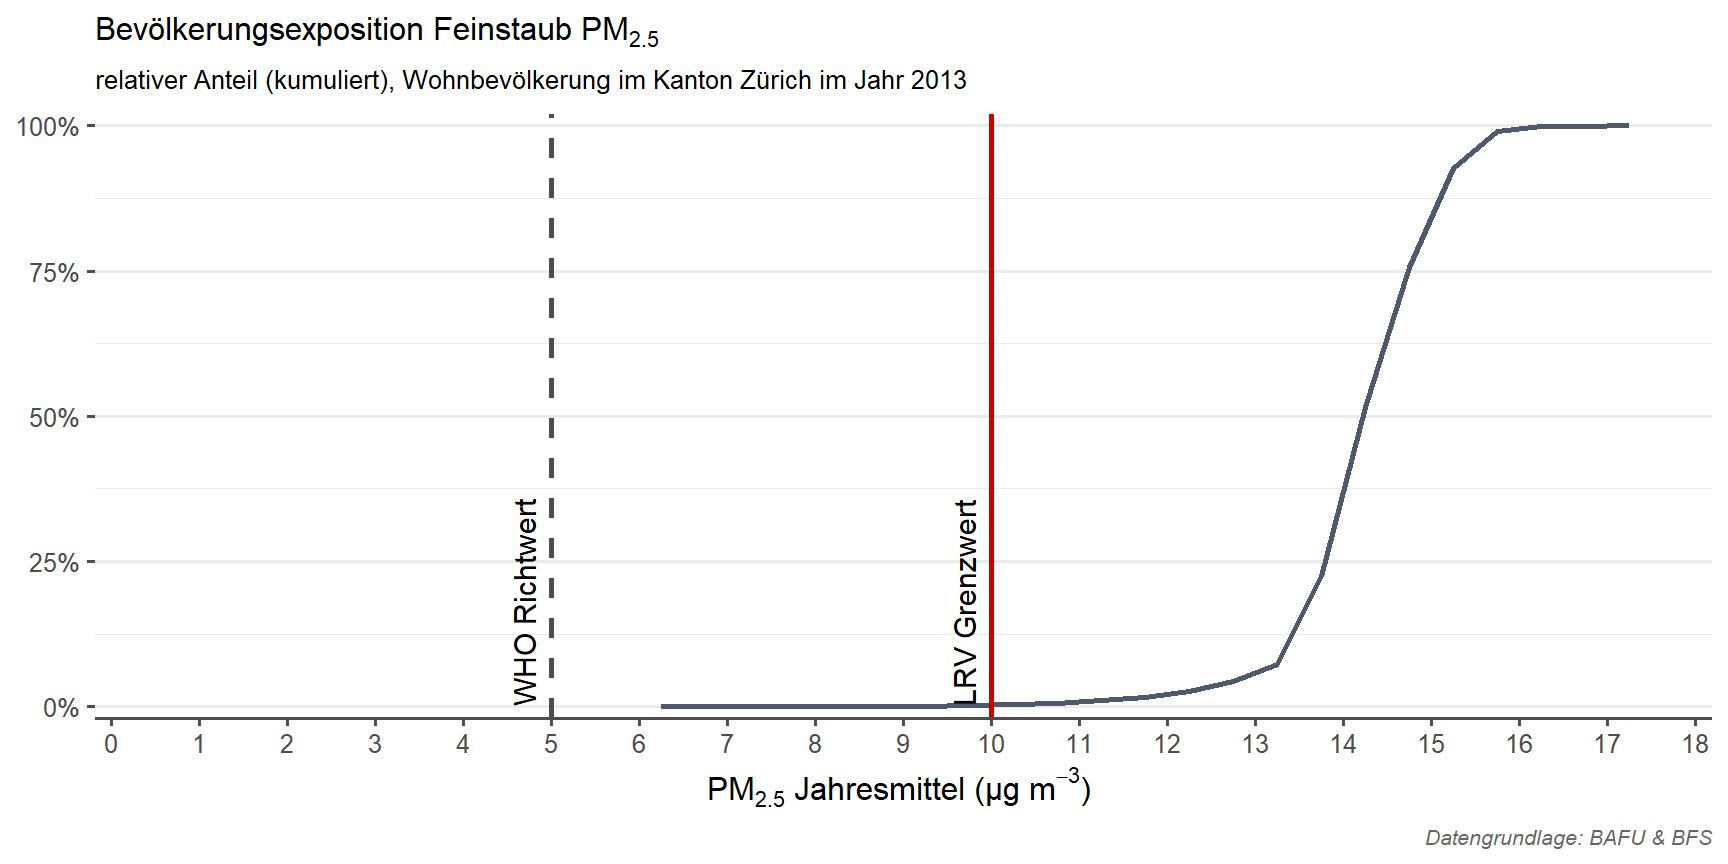 Bevölkerungsexposition Feinstaub PM2.5
relativer Anteil (kumuliert), Wohnbevölkerung im Kanton Zürich im Jahr 2013
100%
75%
50%
25%
0%
WHO Richtwert
LRV Grenzwert
0 1 2 3 4 5 6 7 8 9 10 11 12 13 14 15 16 17 18
PM2.5 Jahresmittel (µg m−3)
Datengrundlage: BAFU & BFS